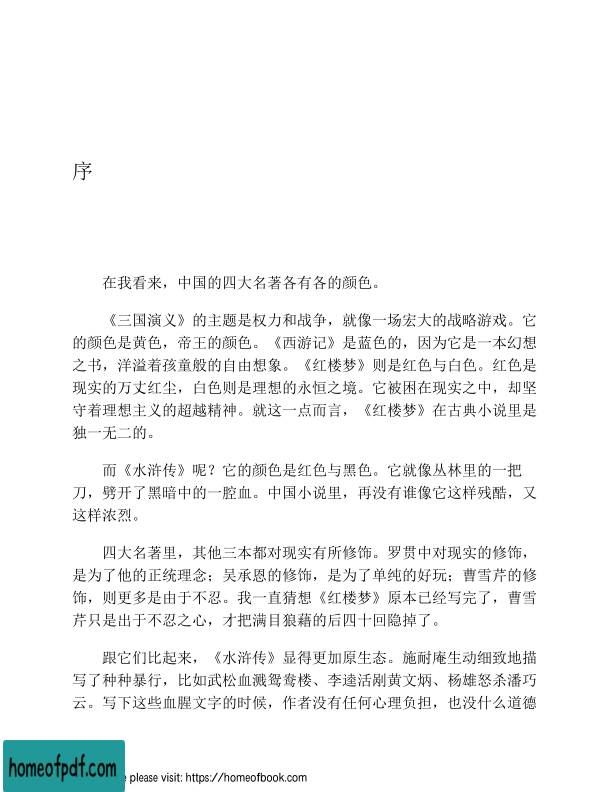 序
在我看来，中国的四大名著各有各的颜色。
《三国演义》的主题是权力和战争，就像一场宏大的战略游戏。它
的颜色是黄色，帝王的颜色。《西游记》是蓝色的，因为它是一本幻想
之书，洋溢着孩童般的自由想象。《红楼梦》则是红色与白色。红色是
现实的万丈红尘，白色则是理想的永恒之境。它被困在现实之中，却坚
守着理想主义的超越精神。就这一点而言，《红楼梦》在古典小说里是
独一无二的。
而《水浒传》呢？它的颜色是红色与黑色。它就像丛林里的一把
刀，劈开了黑暗中的一腔血。中国小说里，再没有谁像它这样残酷，又
这样浓烈。
四大名著里，其他三本都对现实有所修饰。罗贯中对现实的修饰，
是为了他的正统理念；吴承恩的修饰，是为了单纯的好玩；曹雪芹的修
饰，则更多是由于不忍。我一直猜想《红楼梦》原本已经写完了，曹雪
芹只是出于不忍之心，才把满目狼藉的后四十回隐掉了。
跟它们比起来，《水浒传》显得更加原生态。施耐庵生动细致地描
写了种种暴行，比如武松血溅鸳鸯楼、李逵活剐黄文炳、杨雄怒杀潘巧
云。写下这些血腥文字的时候，作者没有任何心理负担，也没什么道德
homeofpdf.com
e please visit: https://homeofbook.com